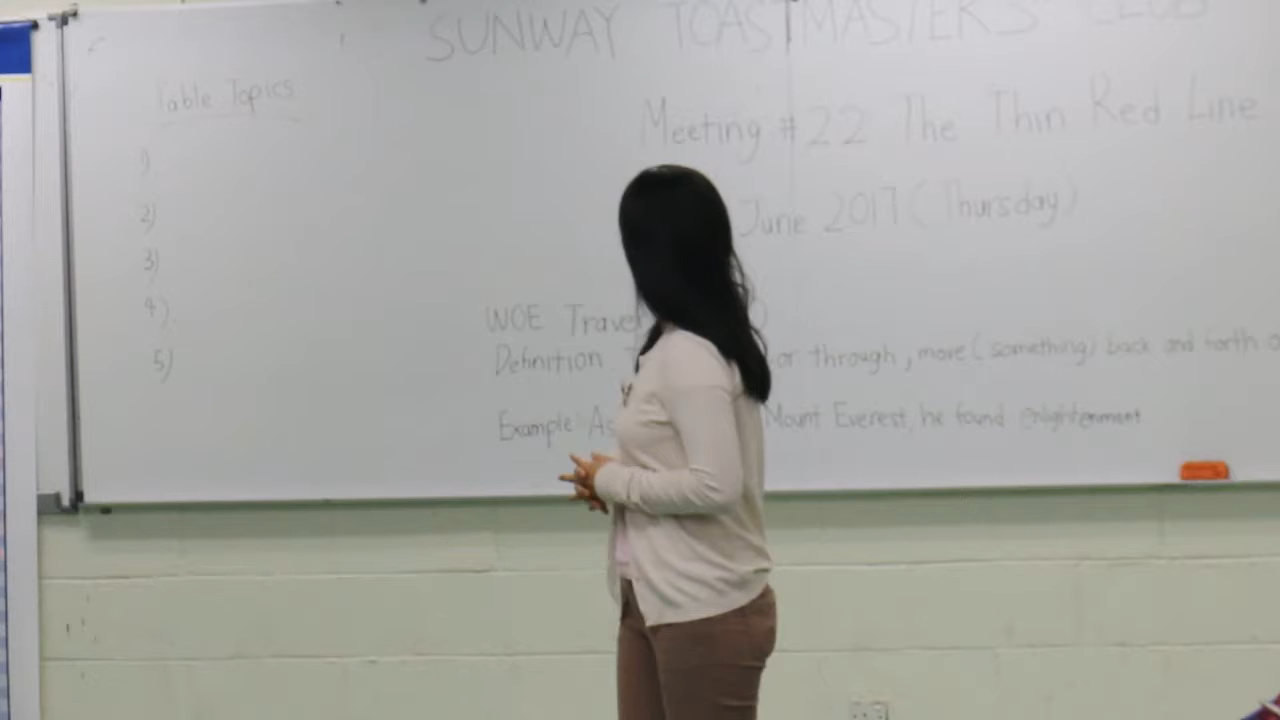 SUNWAY TOASTMASTERS CLUB
Table Topics
Meeting #22 The Thin Red Line
1)
June 2017 (Thursday)
2)
3)
4)
WOE Travel
5)
Definition or through, move (something) back and forth
Example As Mount Everest, he found enlightenment